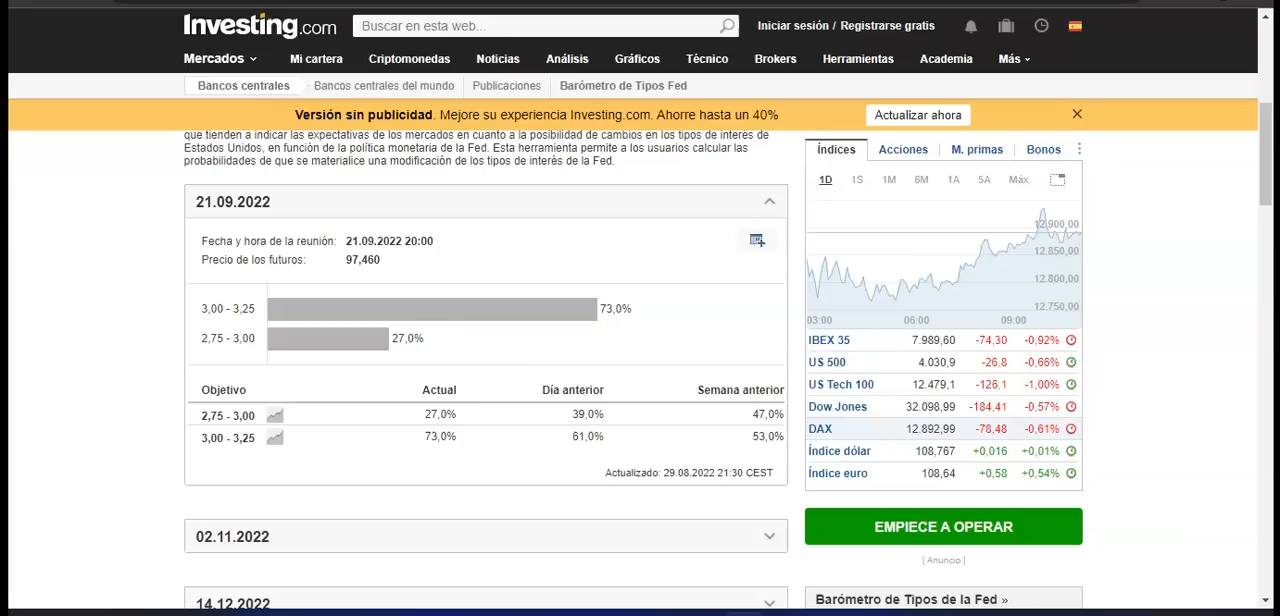 Investing.com
Buscar en esta web...
Iniciar sesión / Registrarse gratis
Mercados Mi cartera Criptomonedas Noticias Análisis Gráficos Técnico Brokers Herramientas Academia Más
Bancos centrales Bancos centrales del mundo Publicaciones Barómetro de Tipos Fed
Versión sin publicidad. Mejore su experiencia Investing.com. Ahorre hasta un 40% Actualizar ahora
que tienden a indicar las expectativas de los mercados en cuanto a la posibilidad de cambios en los tipos de interés de
Estados Unidos, en función de la política monetaria de la Fed. Esta herramienta permite a los usuarios calcular las
probabilidades de que se materialice una modificación de los tipos de interés de la Fed.
21.09.2022
Fecha y hora de la reunión: 21.09.2022 20:00
Precio de los futuros: 97,460
3,00 - 3,25 73,0%
2,75 - 3,00 27,0%
Objetivo Actual Día anterior Semana anterior
2,75 - 3,00 27,0% 39,0% 47,0%
3,00 - 3,25 73,0% 61,0% 53,0%
Actualizado: 29.08.2022 21:30 CEST
02.11.2022
14.12.2022
Índices Acciones M. primas Bonos
1D 1S 1M 6M 1A 5A Máx.
12.900,00
12.850,00
12.800,00
12.750,00
03:00 06:00 09:00
IBEX 35 7.989,60 -74,30 -0,92%
US 500 4.030,9 -26,8 -0,66%
US Tech 100 12.479,1 -126,1 -1,00%
Dow Jones 32.098,99 -184,41 -0,57%
DAX 12.892,99 -78,48 -0,61%
Índice dólar 108,767 +0,016 +0,01%
Índice euro 108,64 +0,58 +0,54%
EMPIECE A OPERAR
| Anuncio |
Barómetro de Tipos de la Fed »